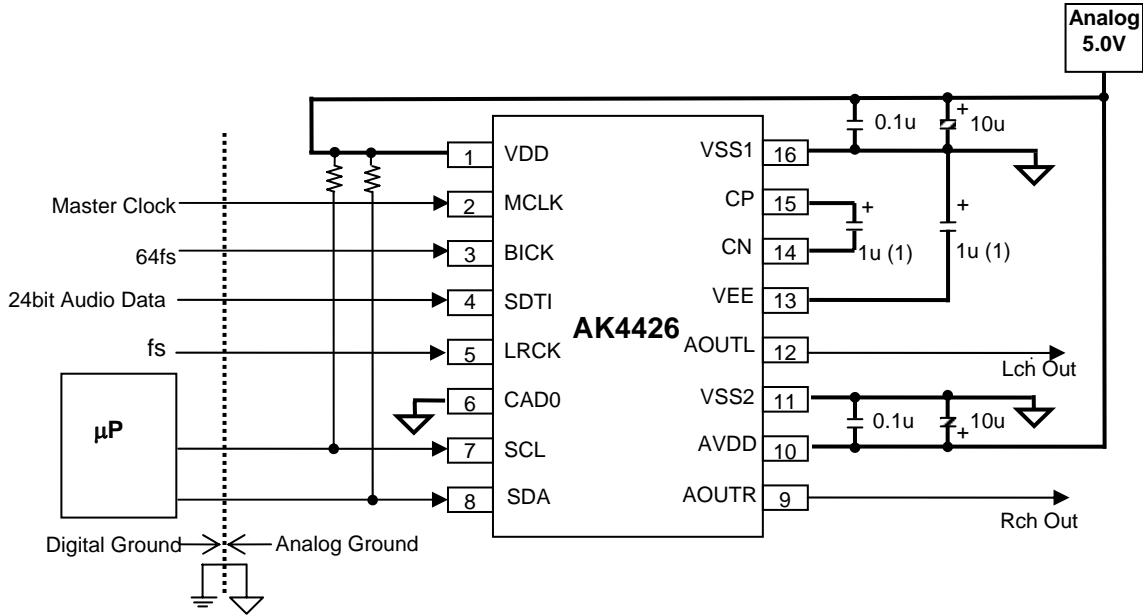 Analog
5.0V
0.1u
+
10u
1
VDD
VSS1
16
Master Clock
2
MCLK
CP
15
+
+
64fs
3
BICK
CN
14
1u (1)
1u (1)
24bit Audio Data
4
SDTI
VEE
13
AK4426
fs
5
LRCK
AOUTL
12
Lch Out
6
CAD0
VSS2
11
μP
0.1u
+
10u
7
SCL
AVDD
10
8
SDA
AOUTR
9
Rch Out
Digital Ground
Analog Ground